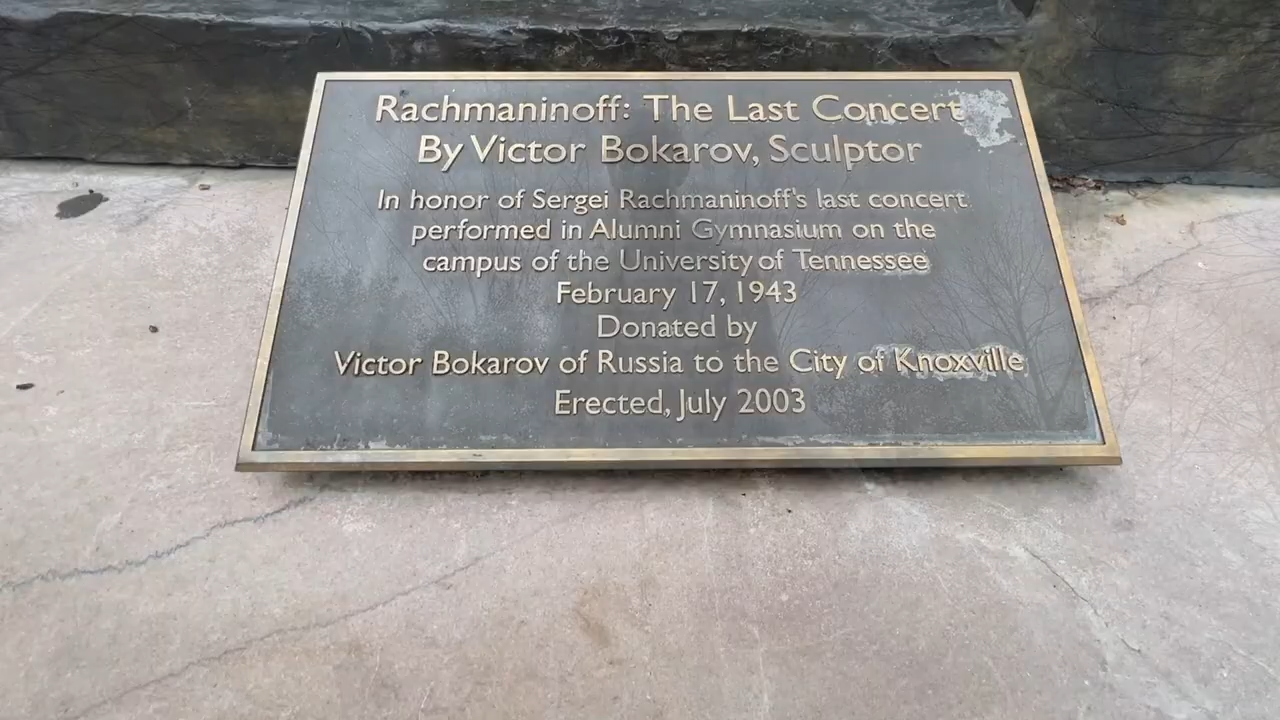 Rachmaninoff: The Last Concert
By Victor Bokarov, Sculptor
In honor of Sergei Rachmaninoff's last concert
performed in Alumni Gymnasium on the
campus of the University of Tennessee
February 17, 1943
Donated by
Victor Bokarov of Russia to the City of Knoxville
Erected, July 2003